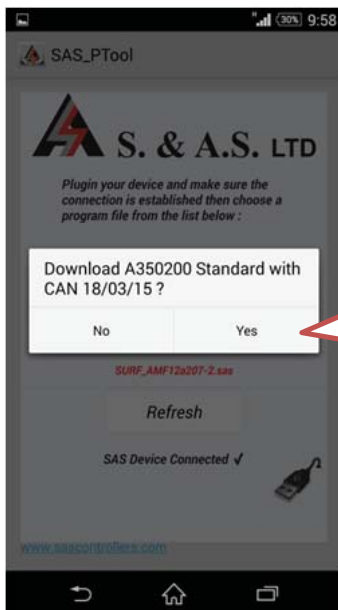 30% 9:58
SAS_PTool
S. & A.S. LTD
Plugin your device and make sure the
connection is established then choose a
program file from the list below :
Download A350200 Standard with
CAN 18/03/15 ?
No Yes
SURF_AMF12a207-2.sas
Refresh
SAS Device Connected ✓
www.sascontrollers.com